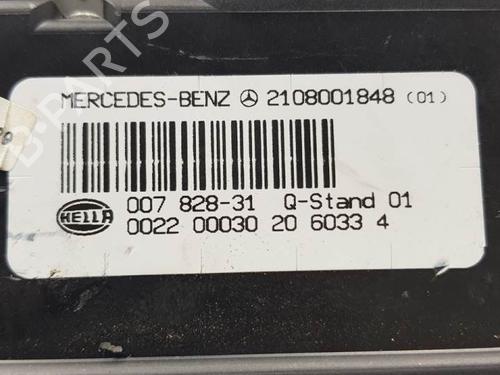 MERCEDES-BENZ 2108001848 (01)
HELLA
007 828-31 Q-Stand 01
0022 00030 20 6033 4
B-PARTS